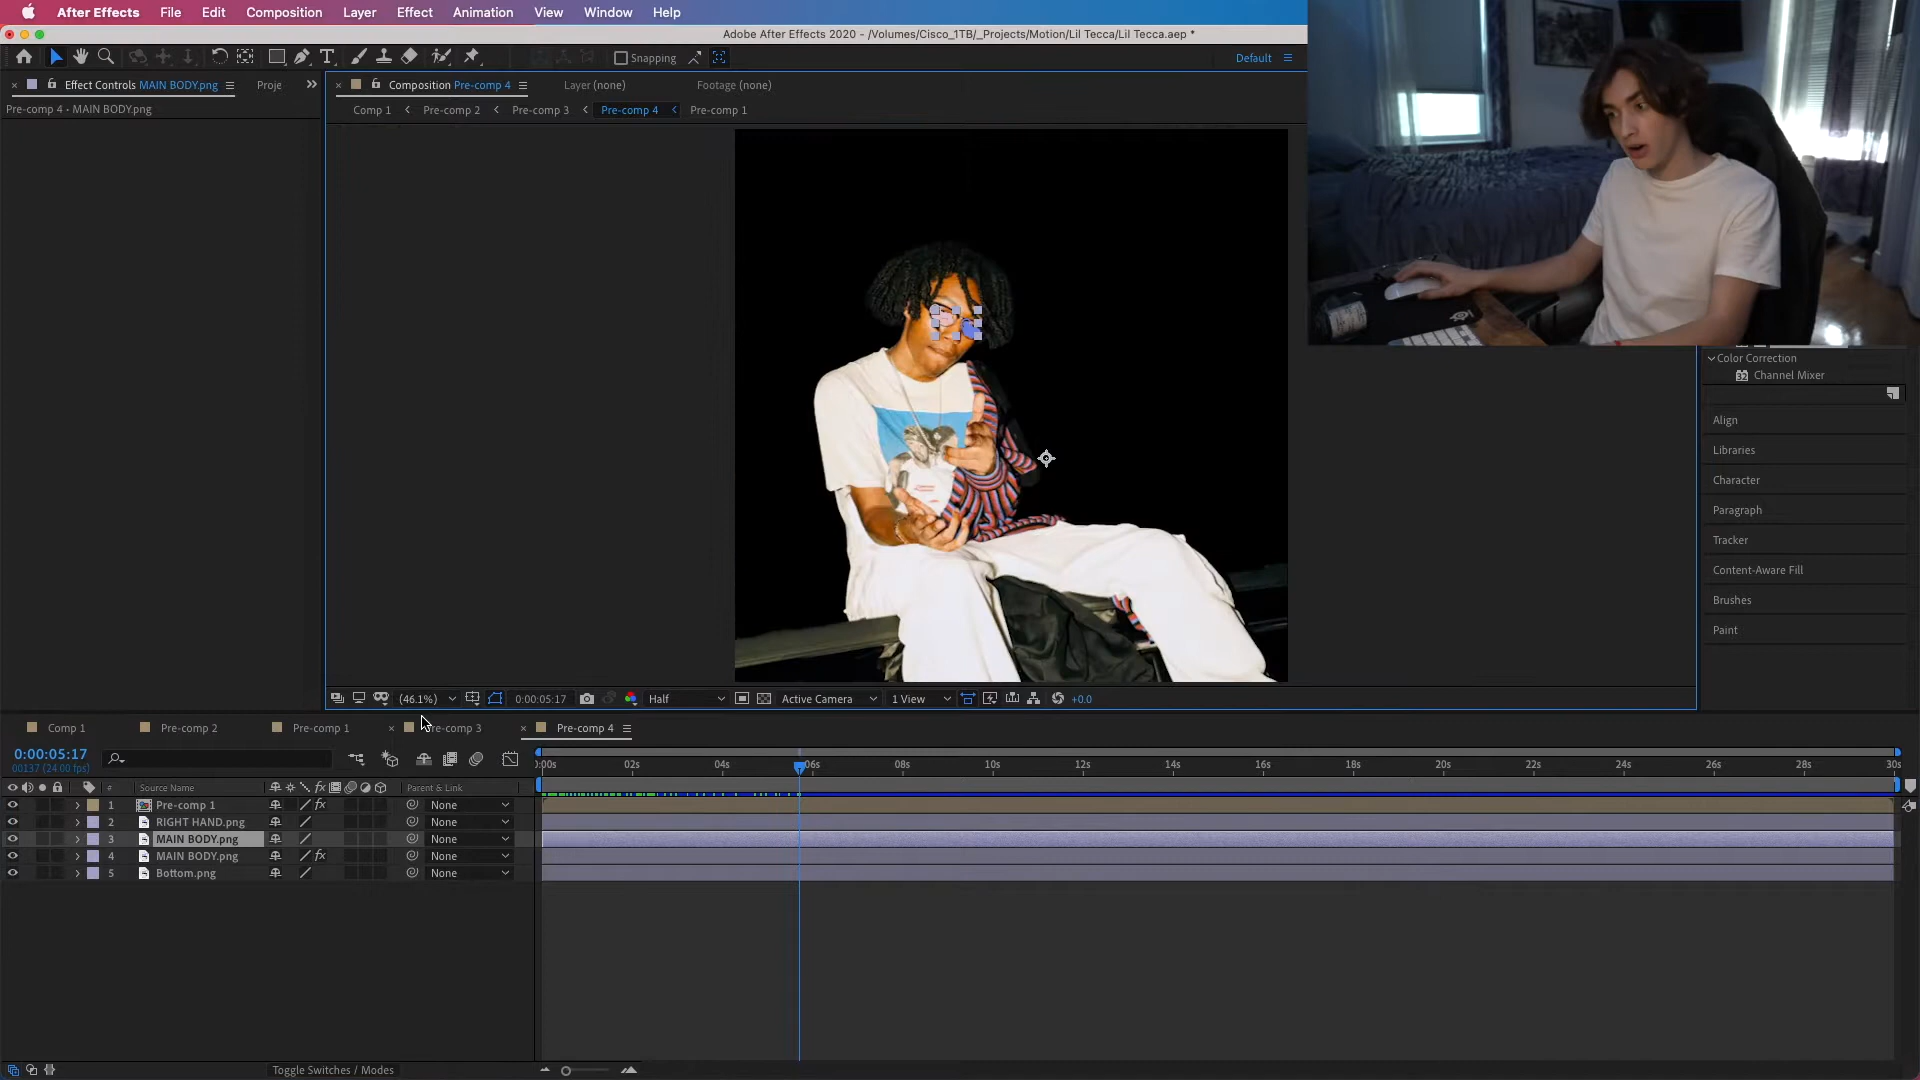 After Effects File Edit Composition Layer Effect Animation View Window Help
Adobe After Effects 2020 - /Volumes/Cisco_1TB/_Projects/Motion/Lil Tecca/Lil Tecca.aep *
Snapping
Default
Effect Controls MAIN BODY.png
Proje
Composition Pre-comp 4
Layer (none)
Footage (none)
Pre-comp 4 • MAIN BODY.png
Comp 1 Pre-comp 2 Pre-comp 3 Pre-comp 4 Pre-comp 1
Color Correction
32 Channel Mixer
Align
Libraries
Character
Paragraph
Tracker
Content-Aware Fill
Brushes
Paint
(46.1%) 0:00:05:17 Half Active Camera 1 View +0.0
Comp 1 Pre-comp 2 Pre-comp 1 Pre-comp 3 Pre-comp 4
0:00:05:17
00137 (24.00 fps)
:00s 02s 04s 06s 08s 10s 12s 14s 16s 18s 20s 22s 24s 26s 28s 30s
# Source Name fx Parent & Link
1 Pre-comp 1 fx None
2 RIGHT HAND.png None
3 MAIN BODY.png None
4 MAIN BODY.png fx None
5 Bottom.png None
Toggle Switches / Modes